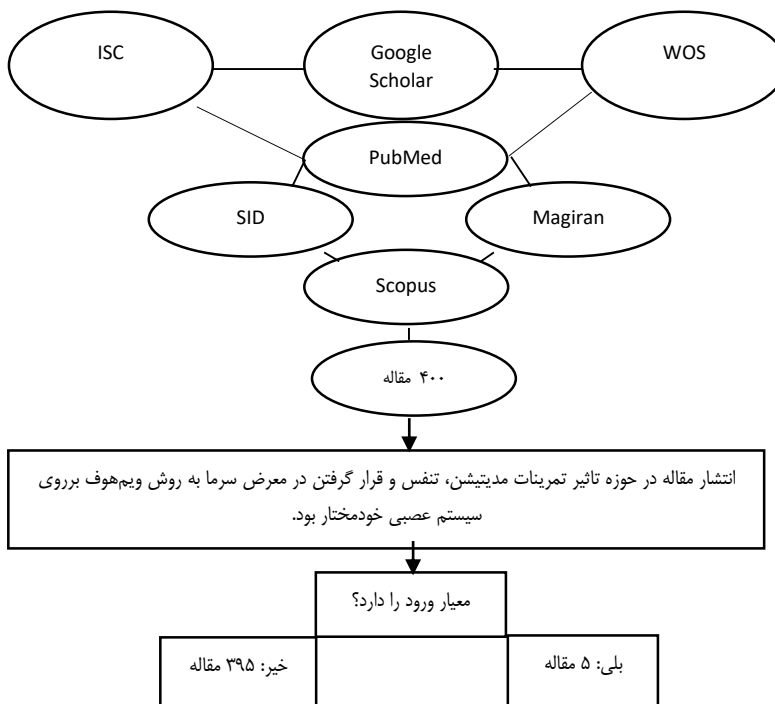 ISC
Google
Scholar
WOS
PubMed
SID
Magiran
Scopus
۴۰۰ مقاله
انتشار مقاله در حوزه تاثیر تمرینات مدیتیشن، تنفس و قرار گرفتن در معرض سرما به روش ویم‌هوف برروی
سیستم عصبی خودمختار بود.
معیار ورود را دارد؟
بلی: ۵ مقاله
خیر: ۳۹۵ مقاله